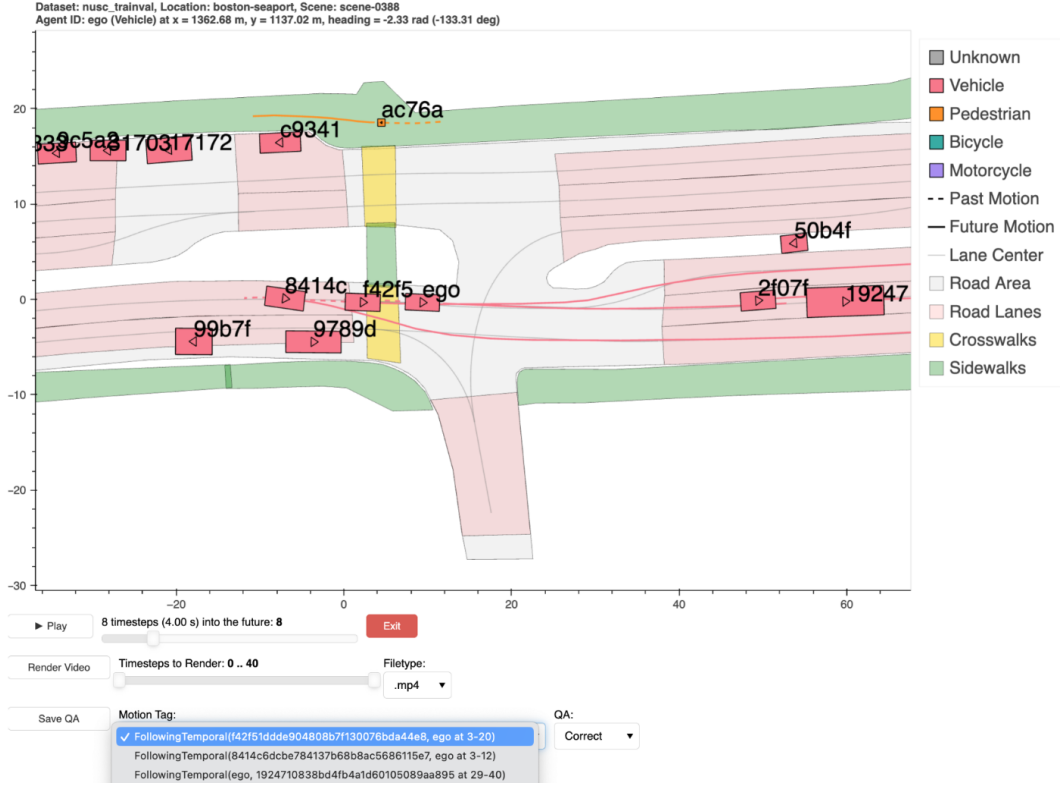 Dataset: nusc_trainval, Location: boston-seaport, Scene: scene-0388
Agent ID: ego (Vehicle) at x = 1362.68 m, y = 1137.02 m, heading = -2.33 rad (-133.31 deg)
20
10
0
−10
−20
−30
−20
0
20
40
60
ac76a
c9341
17172
50b4f
8414c
f42f5
ego
2f07f
19247
99b7f
9789d
Unknown
Vehicle
Pedestrian
Bicycle
Motorcycle
Past Motion
Future Motion
Lane Center
Road Area
Road Lanes
Crosswalks
Sidewalks
► Play
8 timesteps (4.00 s) into the future: 8
Exit
Render Video
Timesteps to Render: 0 .. 40
Filetype:
.mp4
Save QA
Motion Tag:
QA:
✓ FollowingTemporal(f42f51ddde904808b7f130076bda44e8, ego at 3-20)
Correct
FollowingTemporal(8414c6dcbe784137b68b8ac5686115e7, ego at 3-12)
FollowingTemporal(ego, 1924710838bd4fb4a1d60105089aa895 at 29-40)